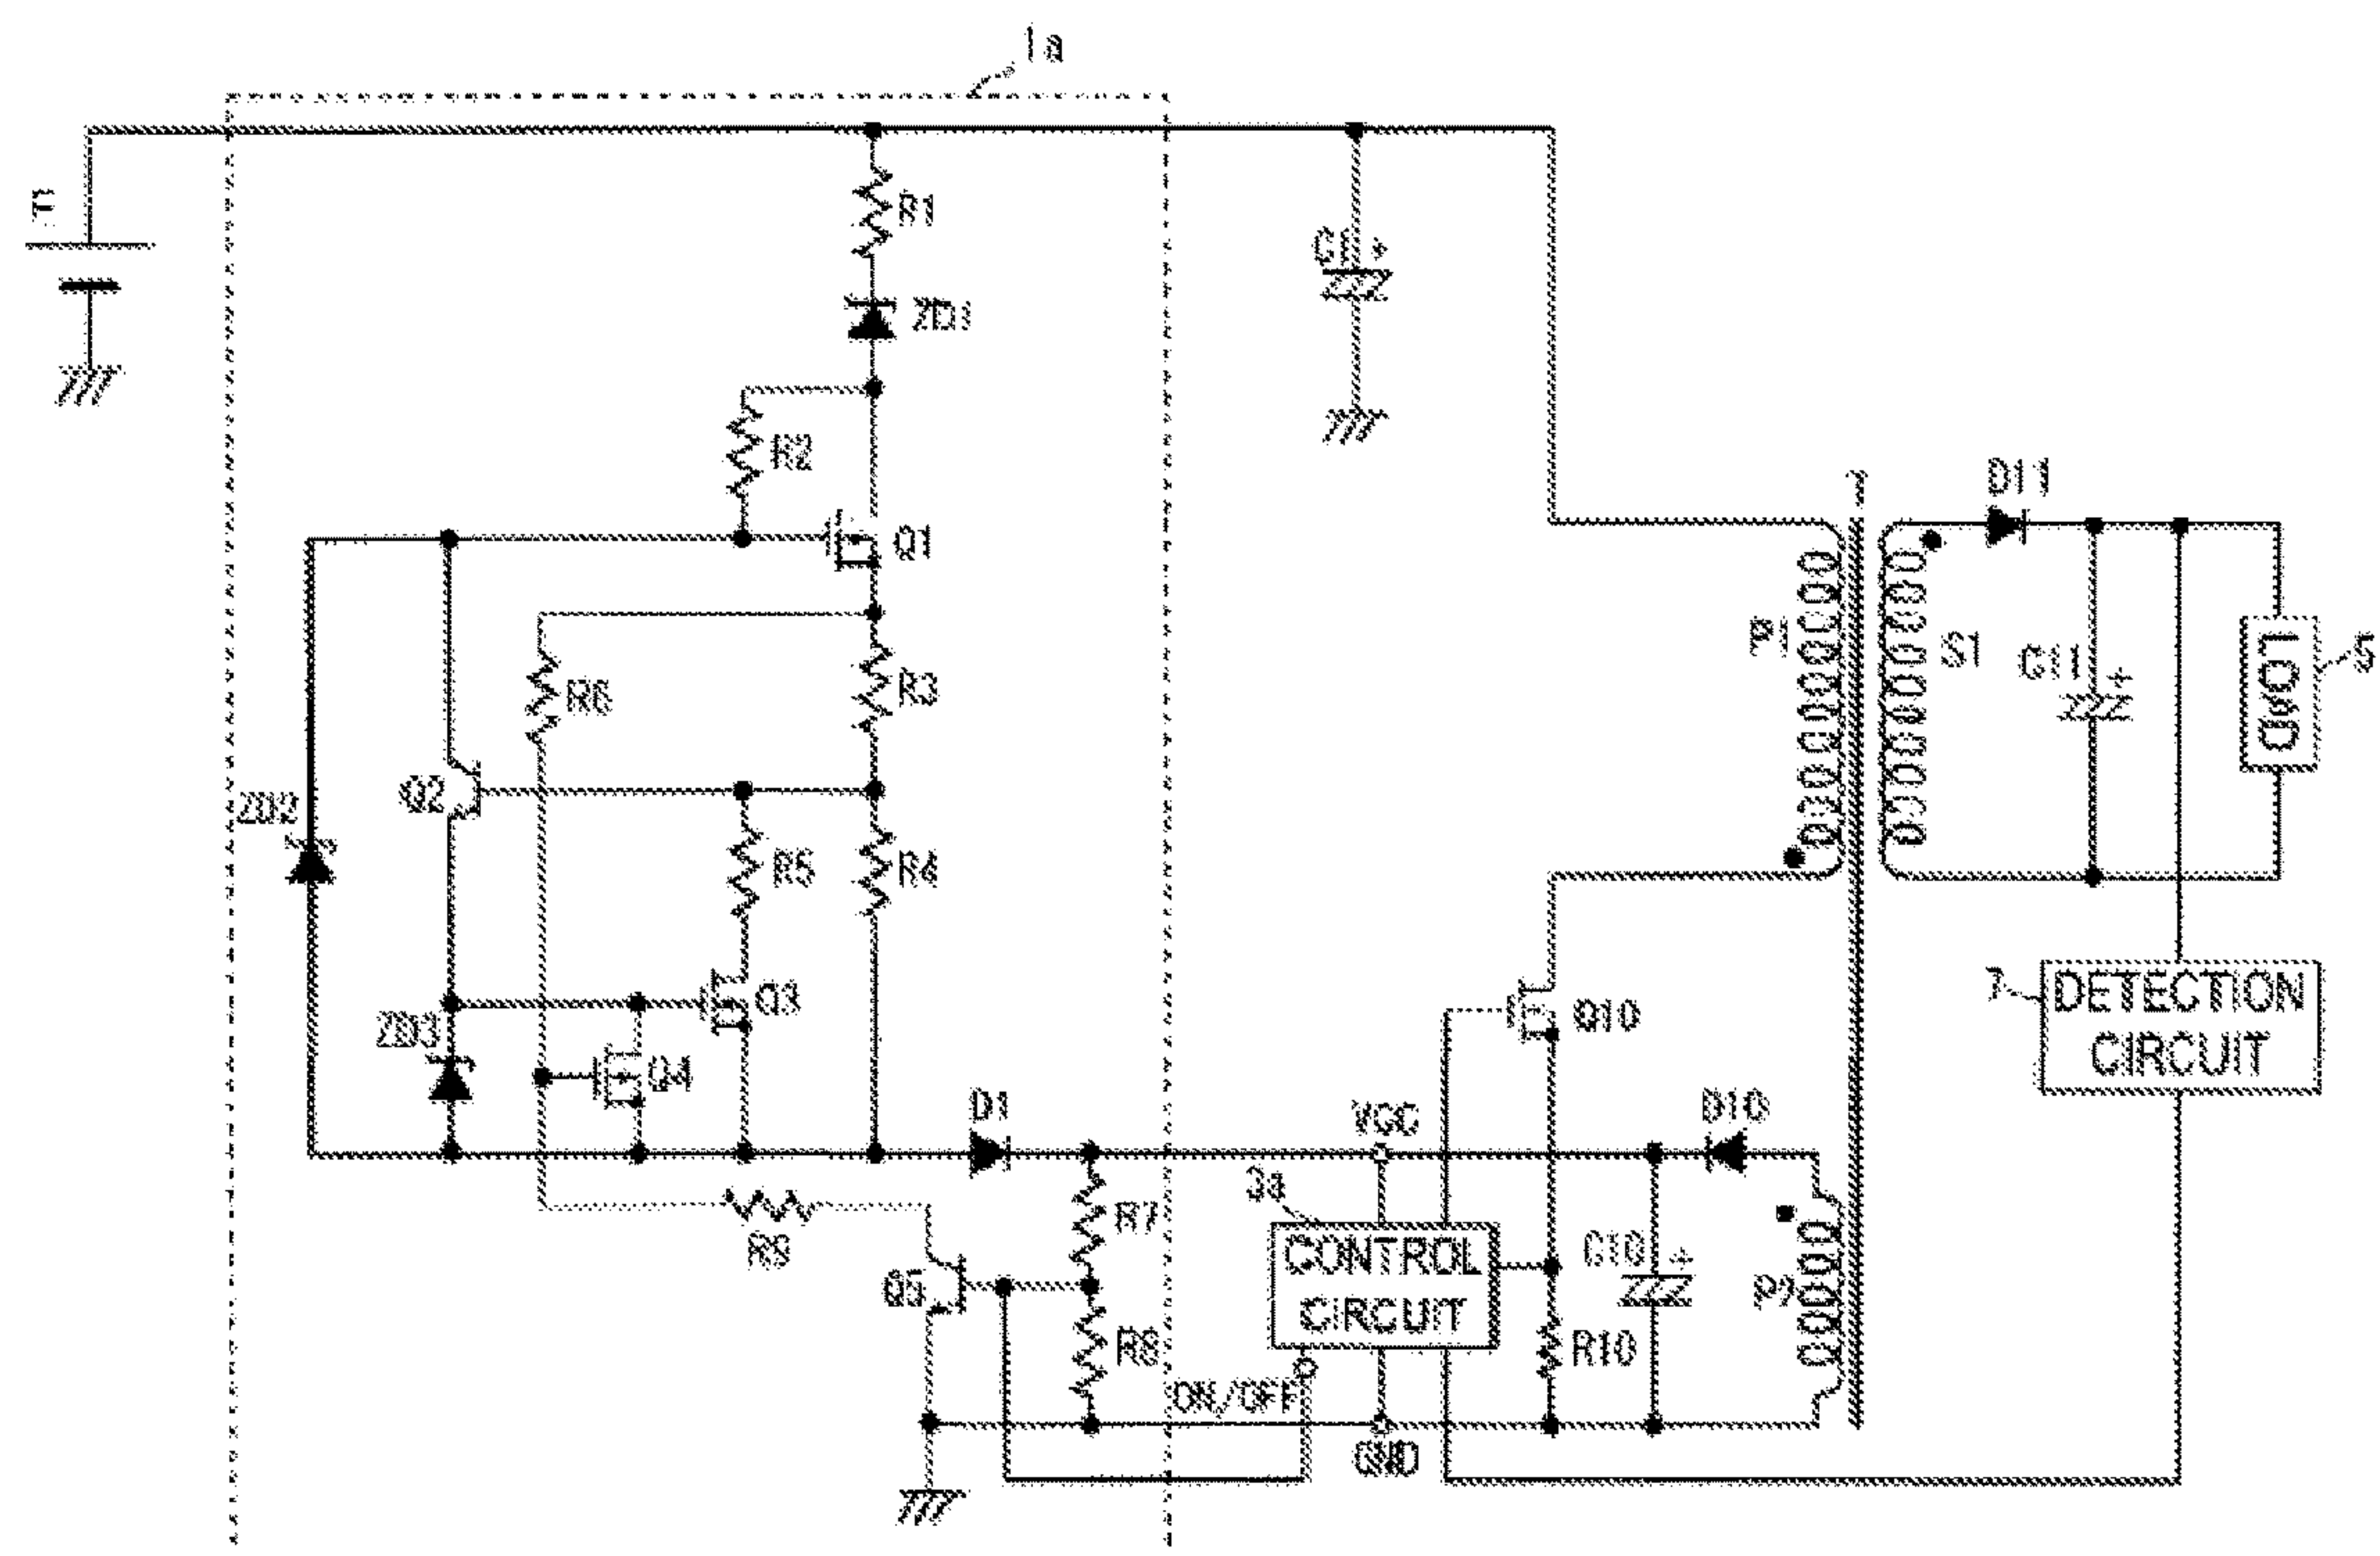 1a
E
R1
ZD1
C1 +
R2
Q1
T
D11
R6
R3
P1
S1
C11 +
LOAD
5
Q2
ZD2
R5
R4
Q3
Q10
7
DETECTION
CIRCUIT
ZD3
Q4
D1
VCC
D10
3a
R9
R7
CONTROL
CIRCUIT
C10 +
P2
Q5
R8
R10
ON/OFF
GND